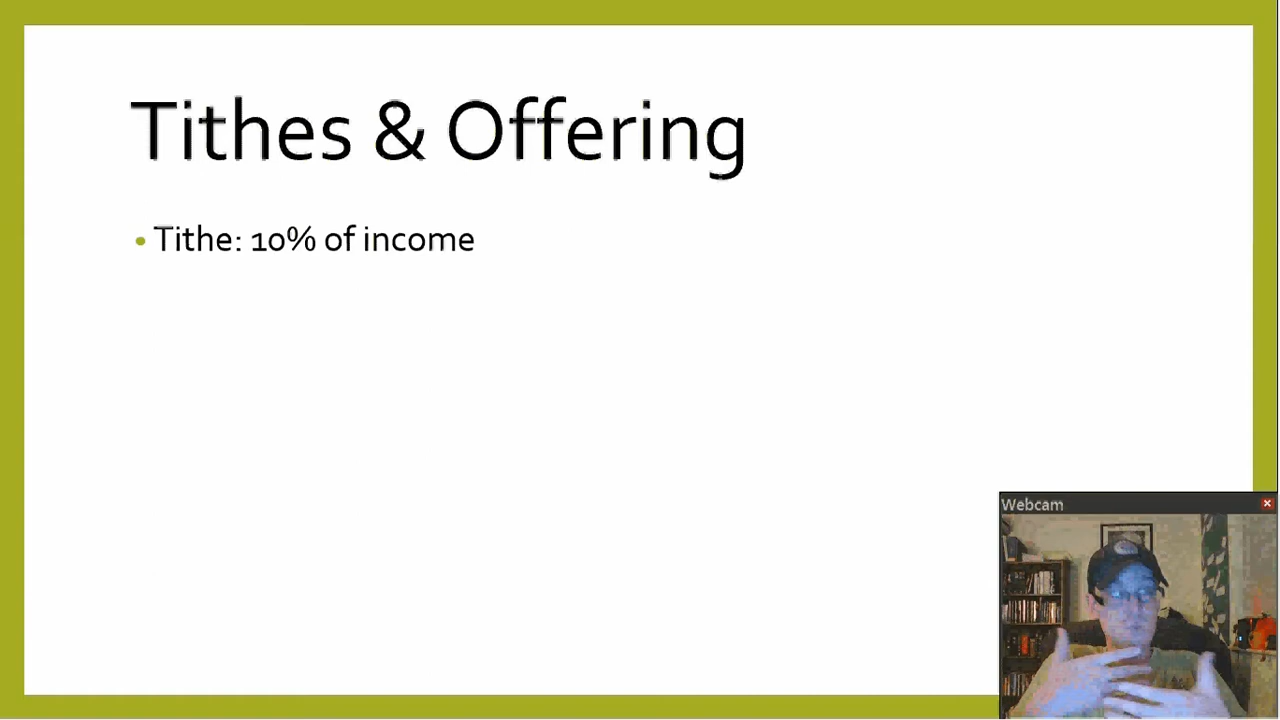 Tithes & Offering
• Tithe: 10% of income
Webcam